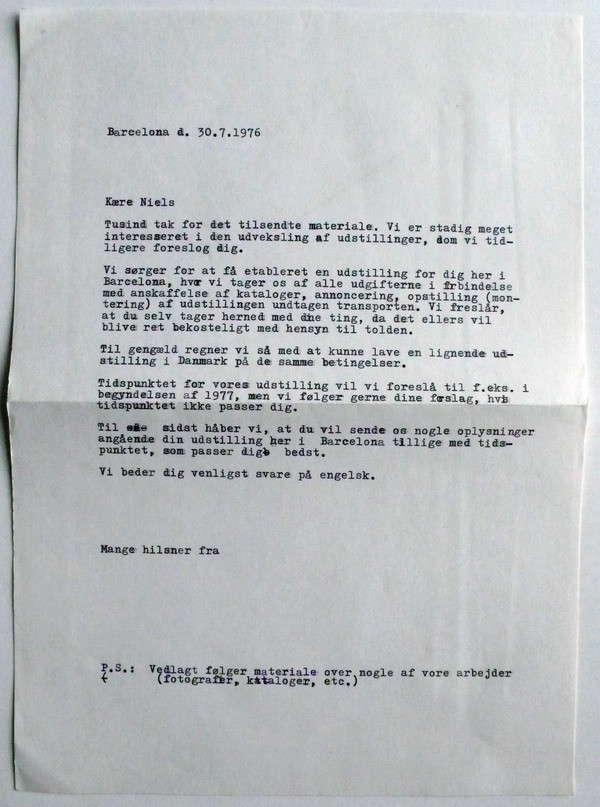 Barcelona d. 30.7.1976
Kære Niels
Tusind tak for det tilsendte materiale. Vi er stadig meget
interesseret i den udveksling af udstillinger, dom vi tid-
ligere foreslog dig.
Vi sørger for at få etableret en udstilling for dig her i
Barcelona, hvor vi tager os af alle udgifterne i frbindelse
med anskaffelse af kataloger, annoncering, opstilling (mon-
tering) af udstillingen undtagen transporten. Vi freslår,
at du selv tager herned med dine ting, da det ellers vil
blive ret bekosteligt med hensyn til tolden.
Til gengæld regner vi så med at kunne lave en lignende ud-
stilling i Danmark på de samme betingelser.
Tidspunktet for vores udstilling vil vi foreslå til f.eks. i
begyndelsen af 1977, men vi følger gerne dine forslag, hvis
tidspunktet ikke passer dig.
Til sidst håber vi, at du vil sende os nogle oplysninger
angående din udstilling her i Barcelona tillige med tids-
punktet, som passer dig bedst.
Vi beder dig venligst svare på engelsk.
Mange hilsner fra
P.S.: Vedlagt følger materiale over nogle af vore arbejder
(fotografer, kataloger, etc.)